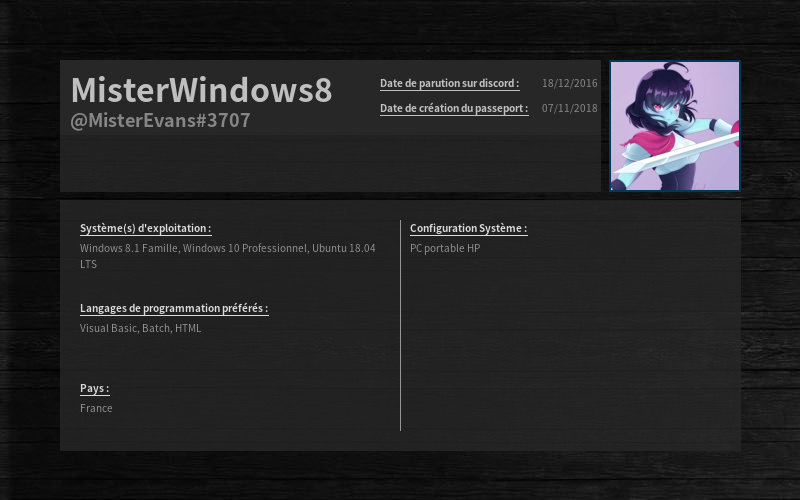 MisterWindows8
@MisterEvans#3707
Date de parution sur discord : 18/12/2016
Date de création du passeport : 07/11/2018
Système(s) d'exploitation :
Windows 8.1 Famille, Windows 10 Professionnel, Ubuntu 18.04
LTS
Langages de programmation préférés :
Visual Basic, Batch, HTML
Pays :
France
Configuration Système :
PC portable HP